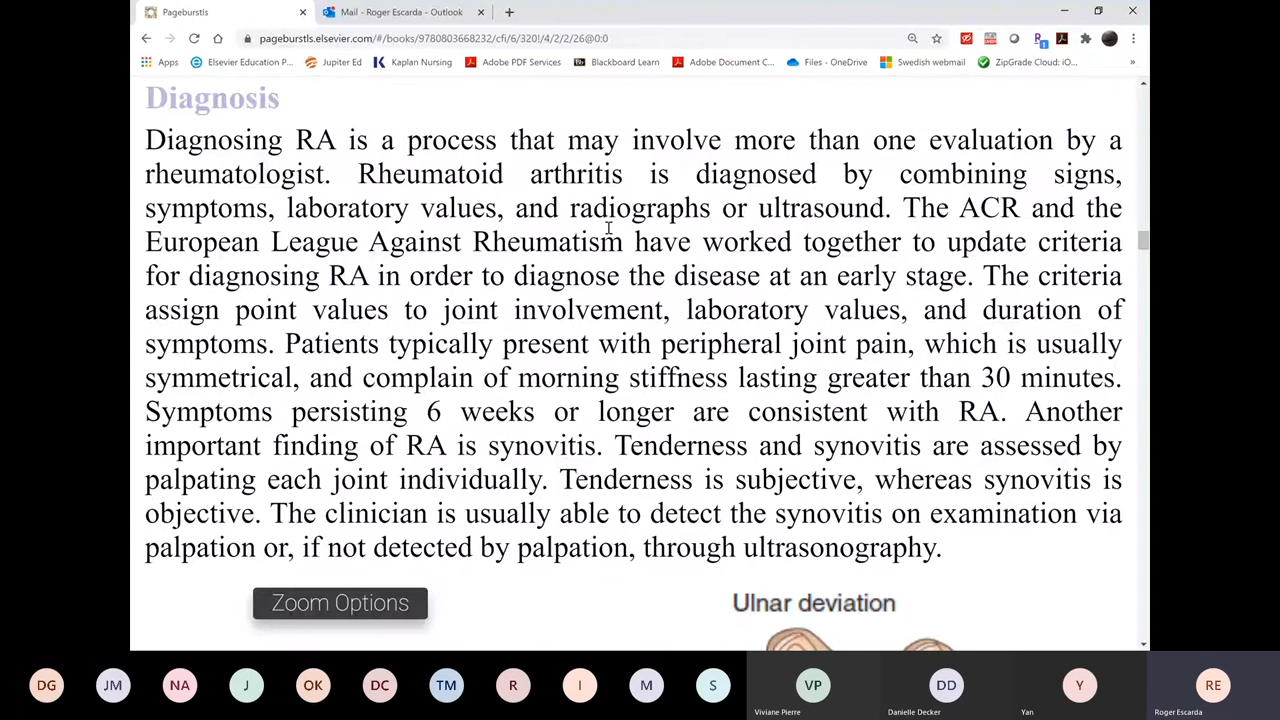 Pageburstls
Mail - Roger Escarda - Outlook
pageburstls.elsevier.com/#/books/9780803668232/cfi/6/320!/4/2/2/26@0:0
Apps
Elsevier Education P...
Jupiter Ed
Kaplan Nursing
Adobe PDF Services
Blackboard Learn
Adobe Document C...
Files - OneDrive
Swedish webmail
ZipGrade Cloud: iO...
Diagnosis
Diagnosing RA is a process that may involve more than one evaluation by a
rheumatologist. Rheumatoid arthritis is diagnosed by combining signs,
symptoms, laboratory values, and radiographs or ultrasound. The ACR and the
European League Against Rheumatism have worked together to update criteria
for diagnosing RA in order to diagnose the disease at an early stage. The criteria
assign point values to joint involvement, laboratory values, and duration of
symptoms. Patients typically present with peripheral joint pain, which is usually
symmetrical, and complain of morning stiffness lasting greater than 30 minutes.
Symptoms persisting 6 weeks or longer are consistent with RA. Another
important finding of RA is synovitis. Tenderness and synovitis are assessed by
palpating each joint individually. Tenderness is subjective, whereas synovitis is
objective. The clinician is usually able to detect the synovitis on examination via
palpation or, if not detected by palpation, through ultrasonography.
Zoom Options
Ulnar deviation
DG
JM
NA
J
OK
DC
TM
R
I
M
S
VP
DD
Y
RE
Viviane Pierre
Danielle Decker
Yan
Roger Escarda